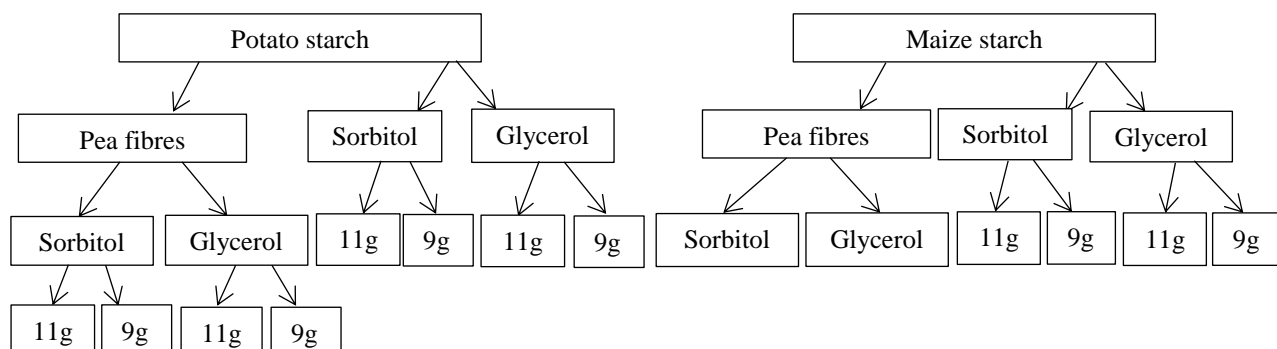 Potato starch
Maize starch
Pea fibres
Sorbitol
Glycerol
Pea fibres
Sorbitol
Glycerol
Sorbitol
Glycerol
11g
9g
11g
9g
Sorbitol
Glycerol
11g
9g
11g
9g
11g
9g
11g
9g